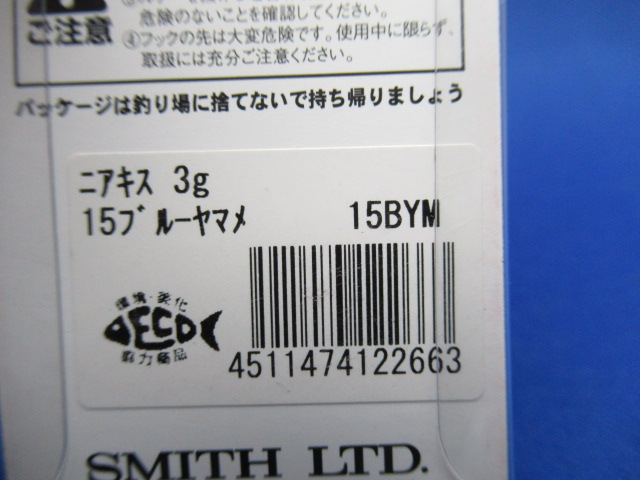 危険のないことを確認してください。
ご注意
④フックの先は大変危険です。使用中に限らず、
取扱には充分ご注意ください。
パッケージは釣り場に捨てないで持ち帰りましょう
ニアキス 3g
15ブルーヤマメ 15BYM
環境・美化
ECO
協力商品
4511474122663
SMITH LTD.